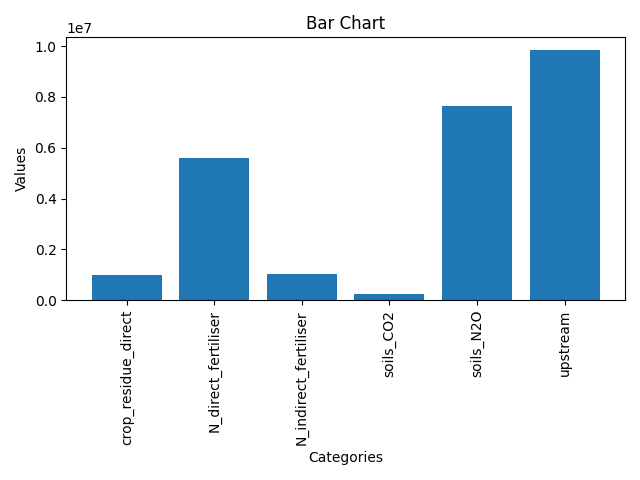 Bar Chart
1e7
1.0
0.8
0.6
0.4
0.2
0.0
Values
crop_residue_direct
N_direct_fertiliser
N_indirect_fertiliser
soils_CO2
soils_N2O
upstream
Categories